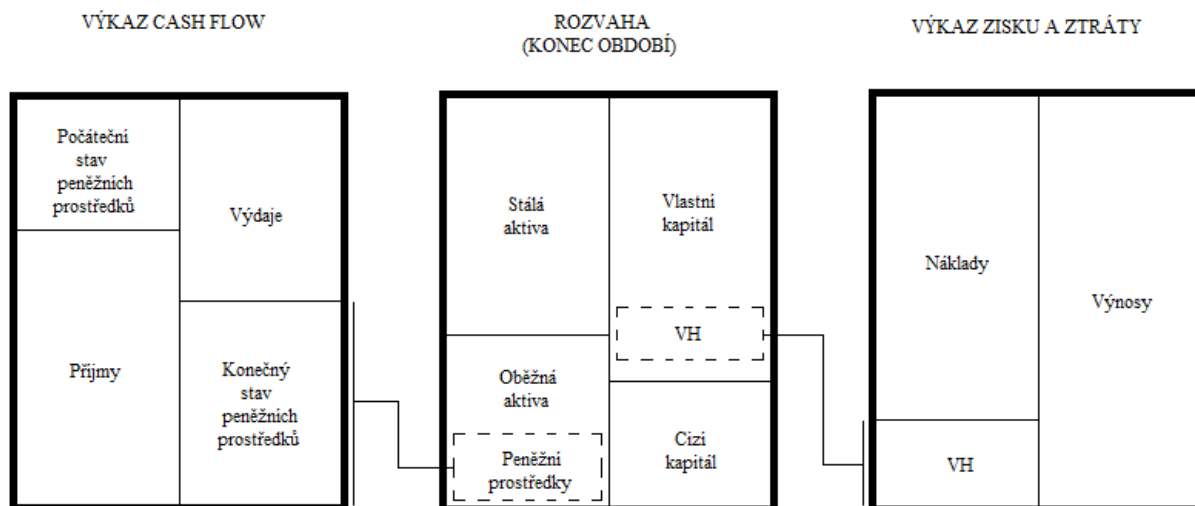 VÝKAZ CASH FLOW
ROZVAHA
(KONEC OBDOBÍ)
VÝKAZ ZISKU A ZTRÁTY
Počáteční
stav
peněžních
prostředků
Výdaje
Příjmy
Konečný
stav
peněžních
prostředků
Stálá
aktiva
Vlastní
kapitál
VH
Oběžná
aktiva
Peněžní
prostředky
Cizí
kapitál
Náklady
Výnosy
VH